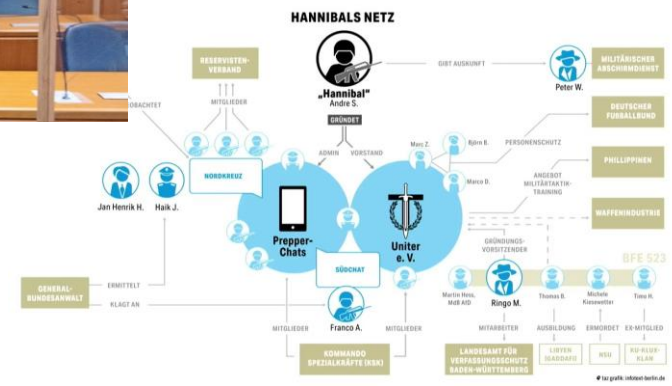 HANNIBALS NETZ
RESERVISTEN-
VERBAND
MITGLIEDER
„Hannibal"
Andre S.
GRÜNDET
ADMIN
VORSTAND
GIBT AUSKUNFT
Peter W.
MILITÄRISCHER
ABSCHIRMDIENST
DEUTSCHER
FUSSBALLBUND
PERSONENSCHUTZ
Marc Z.
Björn B.
Marco D.
PHILLIPINEN
ANGEBOT
MILITÄRTAKTIK-
TRAINING
WAFFENINDUSTRIE
NORDKREUZ
Jan Henrik H.
Haik J.
Prepper-
Chats
Uniter
e. V.
SÜDCHAT
GRÜNDUNGS-
VORSITZENDER
BFE 523
GENERAL-
BUNDESANWALT
ERMITTELT
KLAGT AN
Franco A.
Martin Hess,
MdB AfD
Ringo M.
Thomas B.
Michele
Kiesewetter
Timo H.
MITGLIEDER
MITGLIEDER
KOMMANDO
SPEZIALKRÄFTE (KSK)
MITARBEITER
AUSBILDUNG
ERMORDET
EX-MITGLIED
LANDESAMT FÜR
VERFASSUNGSSCHUTZ
BADEN-WÜRTTEMBERG
LIBYEN
(GADDAFI)
NSU
KU-KLUX-
KLAN
taz grafik: infotext-berlin.de